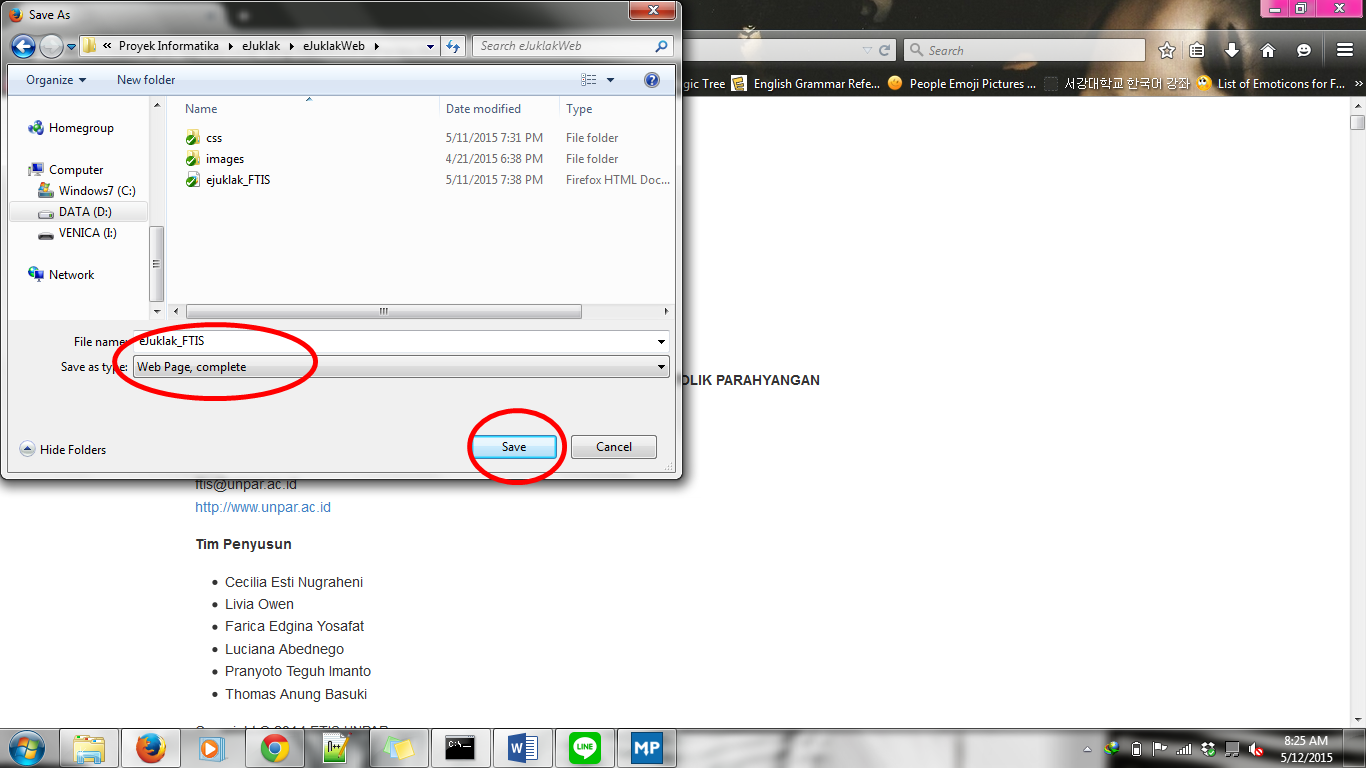 Save As
« Proyek Informatika ▸ eJuklak ▸ eJuklakWeb ▸
Search eJuklakWeb
Search
Organize
New folder
gic Tree
English Grammar Refe...
People Emoji Pictures ...
서강대학교 한국어 강좌
List of Emoticons for F...
»
Name Date modified Type
Homegroup
Computer
Windows7 (C:)
DATA (D:)
VENICA (I:)
Network
css 5/11/2015 7:31 PM File folder
images 4/21/2015 6:38 PM File folder
ejuklak_FTIS 5/11/2015 7:38 PM Firefox HTML Doc...
File name: eJuklak_FTIS
Save as type: Web Page, complete
OLIK PARAHYANGAN
Hide Folders
Save
Cancel
ftis@unpar.ac.id
http://www.unpar.ac.id
Tim Penyusun
Cecilia Esti Nugraheni
Livia Owen
Farica Edgina Yosafat
Luciana Abednego
Pranyoto Teguh Imanto
Thomas Anung Basuki
C:\_
W
LINE
MP
8:25 AM
5/12/2015